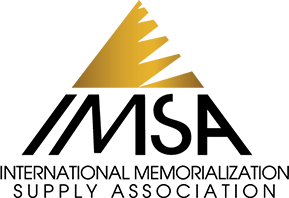 IMSA
INTERNATIONAL MEMORIALIZATION
SUPPLY ASSOCIATION